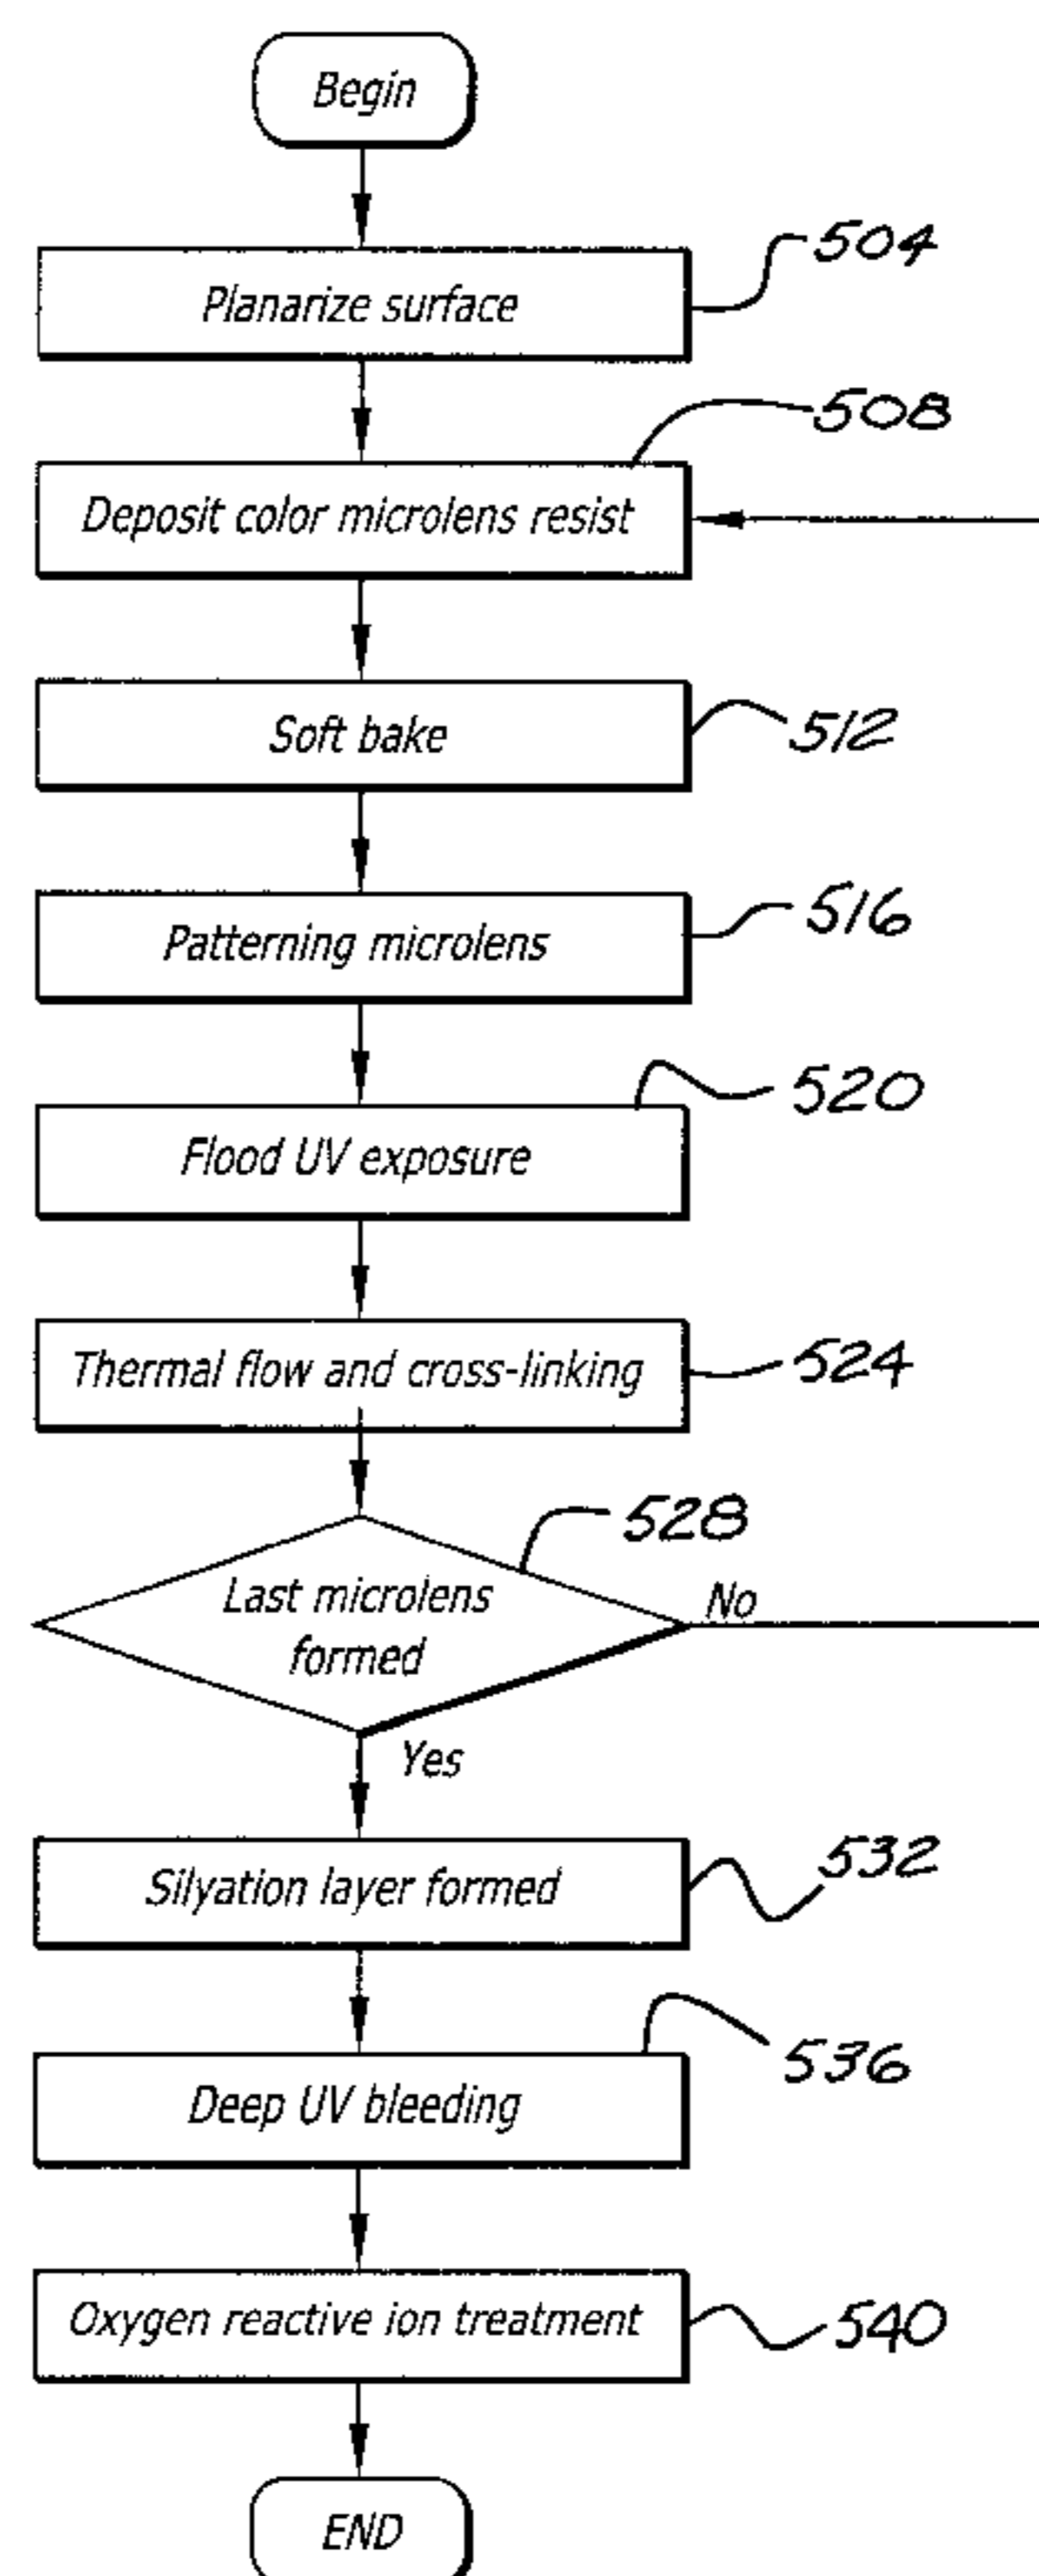 Begin
Planarize surface
504
508
Deposit color microlens resist
Soft bake
512
Patterning microlens
516
520
Flood UV exposure
Thermal flow and cross-linking
524
528
Last microlens
formed
No
Yes
Silyation layer formed
532
536
Deep UV bleeding
Oxygen reactive ion treatment
540
END